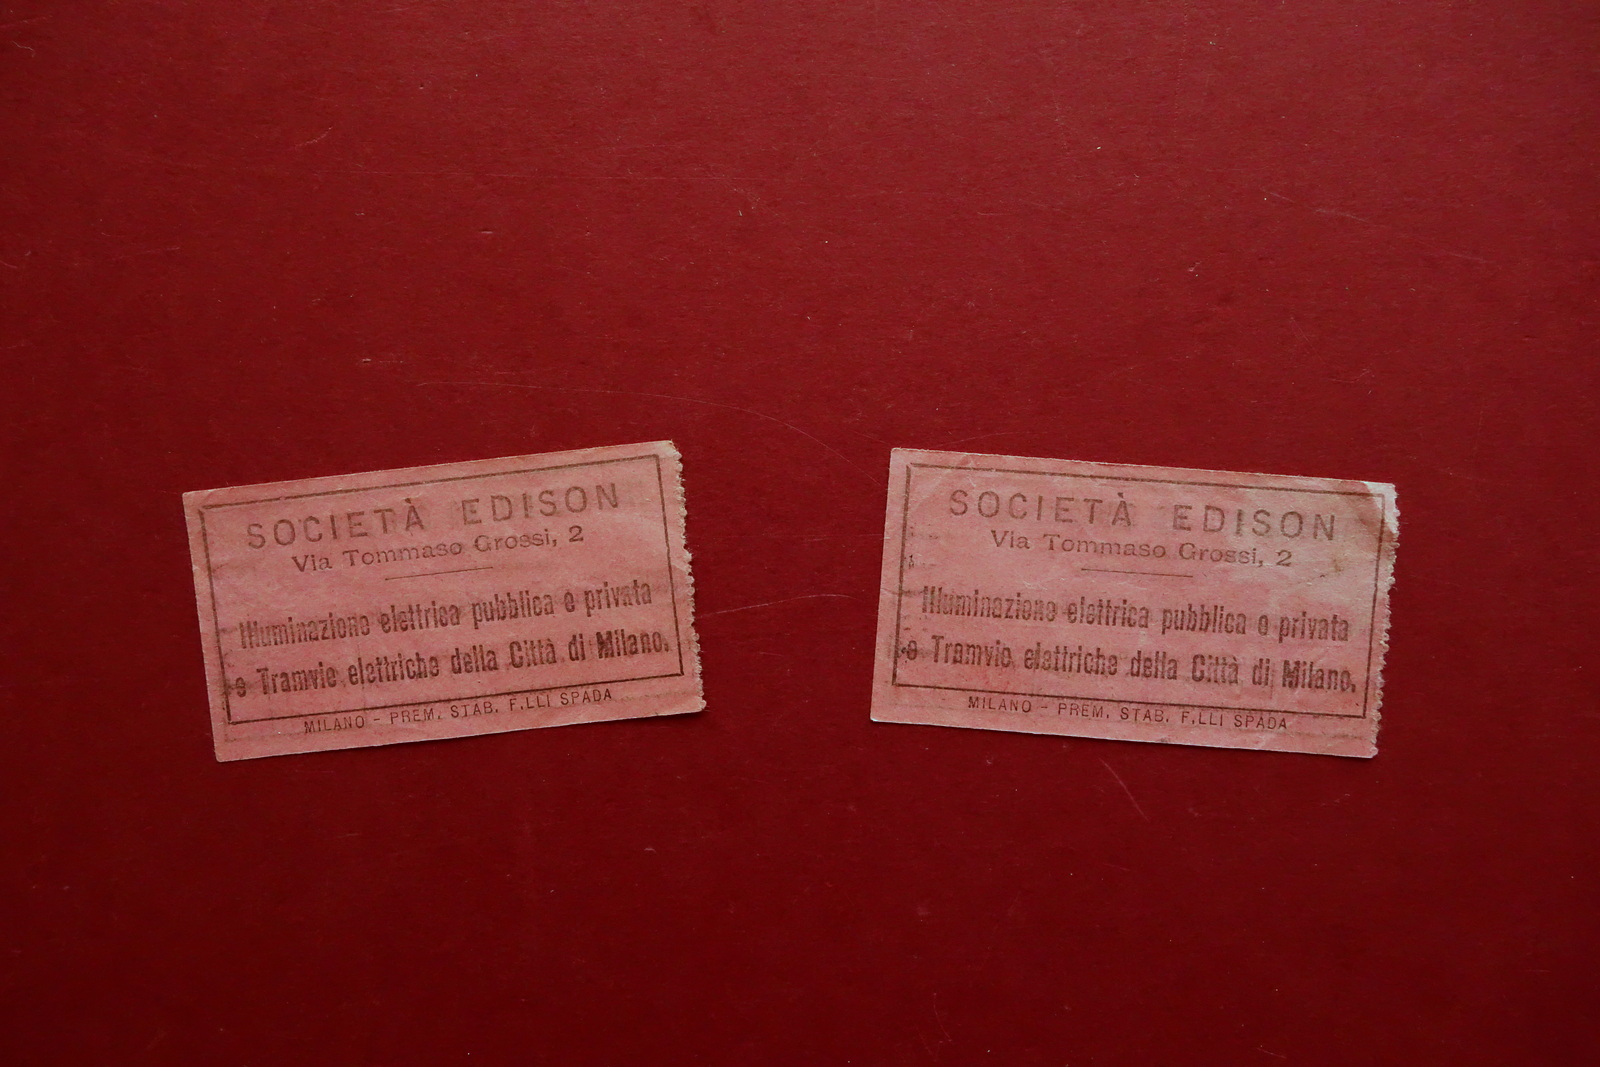 SOCIETÀ EDISON
Via Tommaso Grossi, 2
Illuminazione elettrica pubblica e privata
e Tramvie elettriche della Città di Milano.
MILANO - PREM. STAB. F.LLI SPADA
SOCIETÀ EDISON
Via Tommaso Grossi, 2
Illuminazione elettrica pubblica e privata
e Tramvie elettriche della Città di Milano.
MILANO - PREM. STAB. F.LLI SPADA